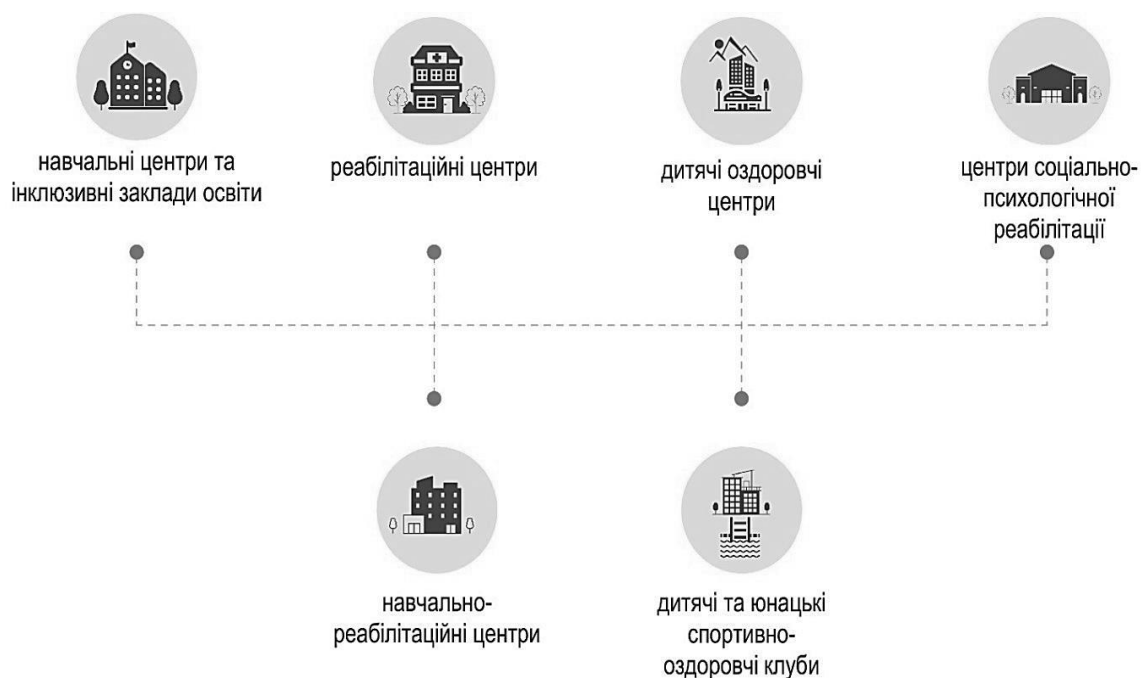 навчальні центри та
інклюзивні заклади освіти
реабілітаційні центри
дитячі оздоровчі
центри
центри соціально-
психологічної
реабілітації
навчально-
реабілітаційні центри
дитячі та юнацькі
спортивно-
оздоровчі клуби